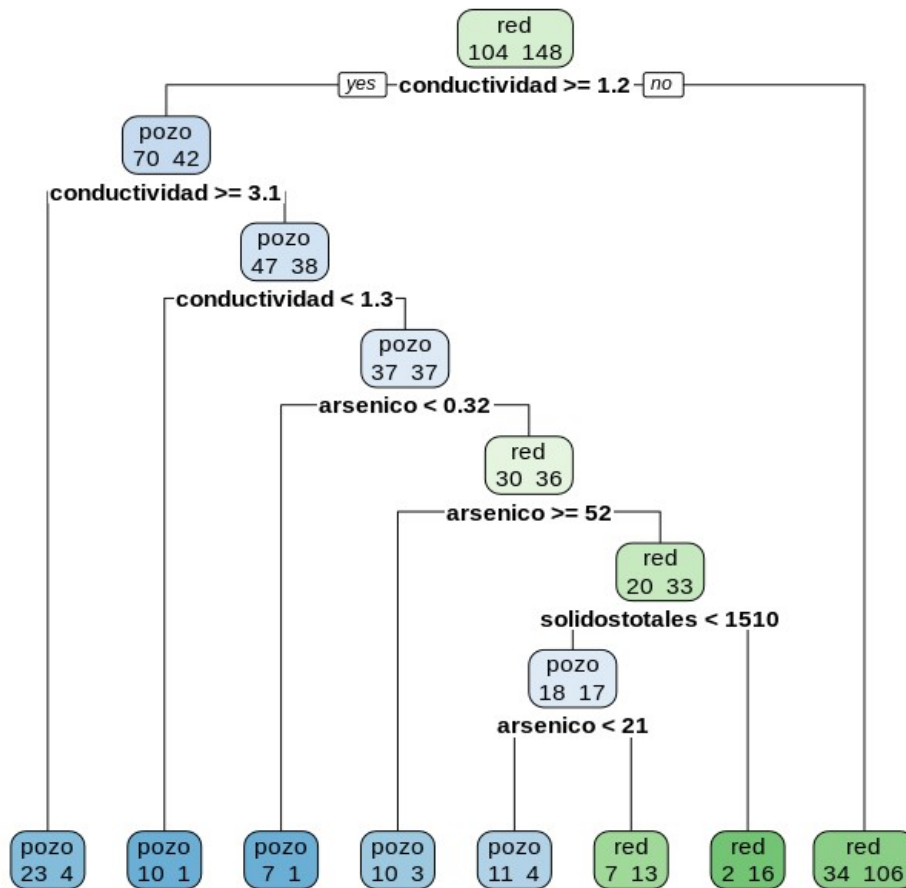 red
104 148
yes conductividad >= 1.2 no
pozo
70 42
conductividad >= 3.1
pozo
47 38
conductividad < 1.3
pozo
37 37
arsenico < 0.32
red
30 36
arsenico >= 52
red
20 33
solidostotales < 1510
pozo
18 17
arsenico < 21
pozo pozo pozo pozo pozo red red red
23 4 10 1 7 1 10 3 11 4 7 13 2 16 34 106